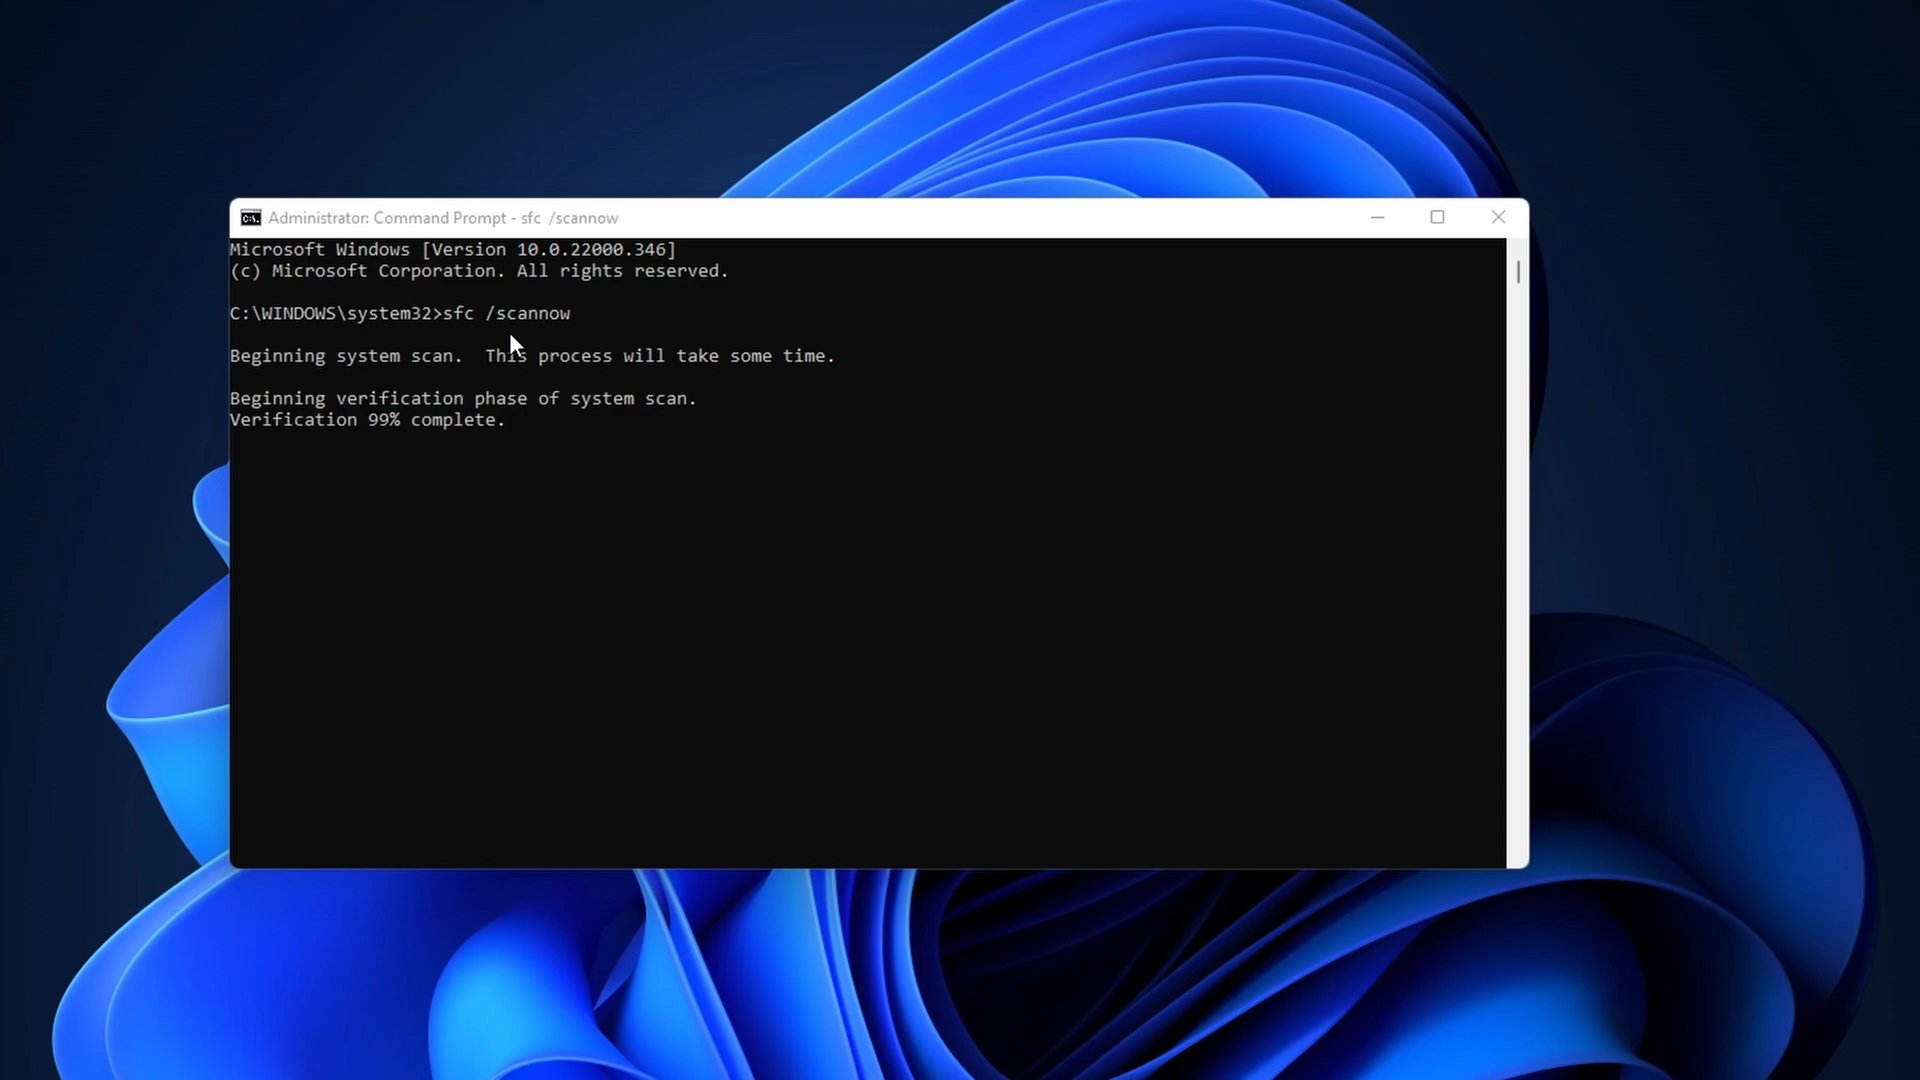 Administrator: Command Prompt - sfc  /scannow
Microsoft Windows [Version 10.0.22000.346]
(c) Microsoft Corporation. All rights reserved.
C:\WINDOWS\system32>sfc /scannow
Beginning system scan.  This process will take some time.
Beginning verification phase of system scan.
Verification 99% complete.